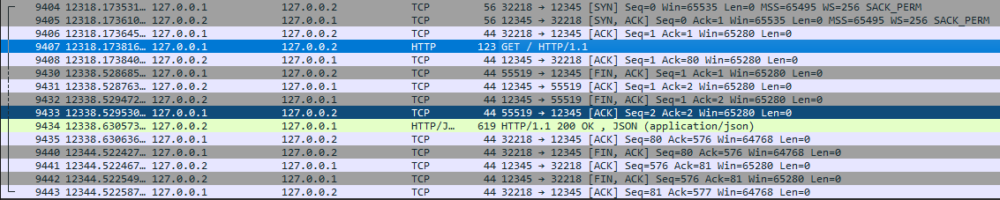 9404 12318.173531… 127.0.0.1 127.0.0.2 TCP 56 32218 → 12345 [SYN] Seq=0 Win=65535 Len=0 MSS=65495 WS=256 SACK_PERM
9405 12318.173610… 127.0.0.2 127.0.0.1 TCP 56 12345 → 32218 [SYN, ACK] Seq=0 Ack=1 Win=65535 Len=0 MSS=65495 WS=256 SACK_PERM
9406 12318.173645… 127.0.0.1 127.0.0.2 TCP 44 32218 → 12345 [ACK] Seq=1 Ack=1 Win=65280 Len=0
9407 12318.173816… 127.0.0.1 127.0.0.2 HTTP 123 GET / HTTP/1.1
9408 12318.173840… 127.0.0.2 127.0.0.1 TCP 44 12345 → 32218 [ACK] Seq=1 Ack=80 Win=65280 Len=0
9430 12338.528685… 127.0.0.1 127.0.0.2 TCP 44 55519 → 12345 [FIN, ACK] Seq=1 Ack=1 Win=65280 Len=0
9431 12338.528763… 127.0.0.2 127.0.0.1 TCP 44 12345 → 55519 [ACK] Seq=1 Ack=2 Win=65280 Len=0
9432 12338.529472… 127.0.0.2 127.0.0.1 TCP 44 12345 → 55519 [FIN, ACK] Seq=1 Ack=2 Win=65280 Len=0
9433 12338.529530… 127.0.0.1 127.0.0.2 TCP 44 55519 → 12345 [ACK] Seq=2 Ack=2 Win=65280 Len=0
9434 12338.630573… 127.0.0.2 127.0.0.1 HTTP/J… 619 HTTP/1.1 200 OK , JSON (application/json)
9435 12338.630636… 127.0.0.1 127.0.0.2 TCP 44 32218 → 12345 [ACK] Seq=80 Ack=576 Win=64768 Len=0
9440 12344.522427… 127.0.0.1 127.0.0.2 TCP 44 32218 → 12345 [FIN, ACK] Seq=80 Ack=576 Win=64768 Len=0
9441 12344.522467… 127.0.0.2 127.0.0.1 TCP 44 12345 → 32218 [ACK] Seq=576 Ack=81 Win=65280 Len=0
9442 12344.522549… 127.0.0.2 127.0.0.1 TCP 44 12345 → 32218 [FIN, ACK] Seq=576 Ack=81 Win=65280 Len=0
9443 12344.522587… 127.0.0.1 127.0.0.2 TCP 44 32218 → 12345 [ACK] Seq=81 Ack=577 Win=64768 Len=0